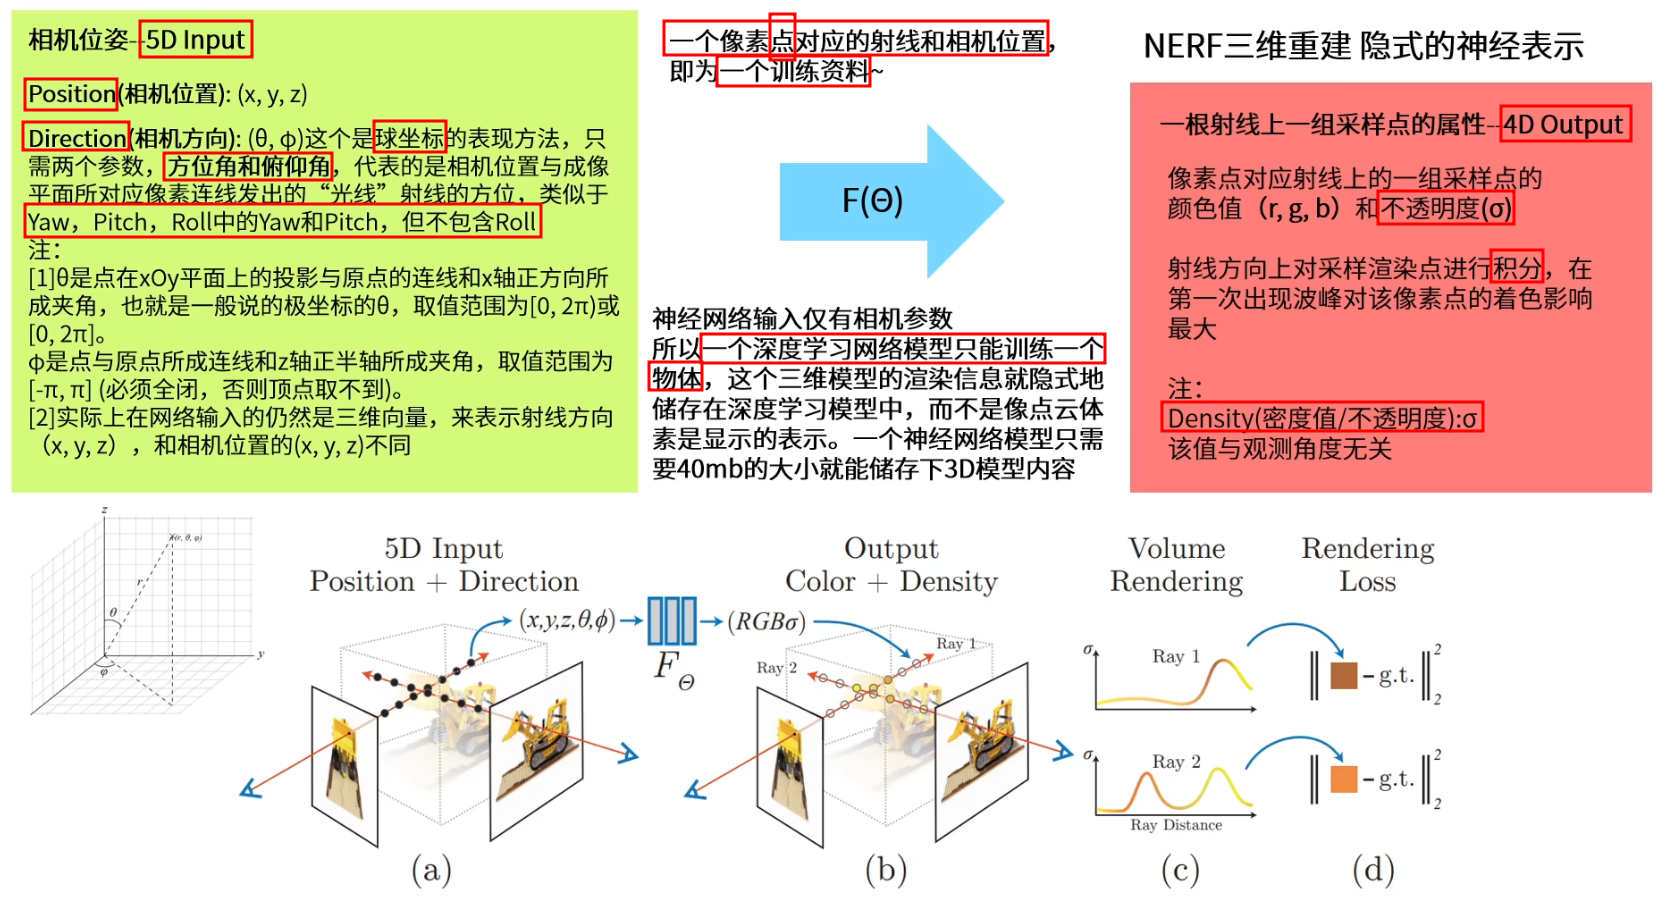 相机位姿--5D Input
Position(相机位置): (x, y, z)
Direction(相机方向): (θ, φ)这个是球坐标的表现方法，只
需两个参数，方位角和俯仰角，代表的是相机位置与成像
平面所对应像素连线发出的“光线”射线的方位，类似于
Yaw，Pitch，Roll中的Yaw和Pitch，但不包含Roll
注：
[1]θ是点在xOy平面上的投影与原点的连线和x轴正方向所
成夹角，也就是一般说的极坐标的θ，取值范围为[0, 2π)或
[0, 2π]。
φ是点与原点所成连线和z轴正半轴所成夹角，取值范围为
[-π, π] (必须全闭，否则顶点取不到)。
[2]实际上在网络输入的仍然是三维向量，来表示射线方向
（x, y, z），和相机位置的(x, y, z)不同
一个像素点对应的射线和相机位置，
即为一个训练资料~
F(Θ)
神经网络输入仅有相机参数
所以一个深度学习网络模型只能训练一个
物体，这个三维模型的渲染信息就隐式地
储存在深度学习模型中，而不是像点云体
素是显示的表示。一个神经网络模型只需
要40mb的大小就能储存下3D模型内容
NERF三维重建 隐式的神经表示
一根射线上一组采样点的属性--4D Output
像素点对应射线上的一组采样点的
颜色值（r, g, b）和不透明度(σ)
射线方向上对采样渲染点进行积分，在
第一次出现波峰对该像素点的着色影响
最大
注：
Density(密度值/不透明度):σ
该值与观测角度无关
z
(r, θ, φ)
r
θ
y
φ
5D Input
Position + Direction
(x,y,z,θ,ϕ)
F_Θ
(RGBσ)
(a)
Output
Color + Density
Ray 1
Ray 2
(b)
Volume
Rendering
σ
Ray 1
σ
Ray 2
Ray Distance
(c)
Rendering
Loss
‖ - g.t. ‖ 2 2
‖ - g.t. ‖ 2 2
(d)